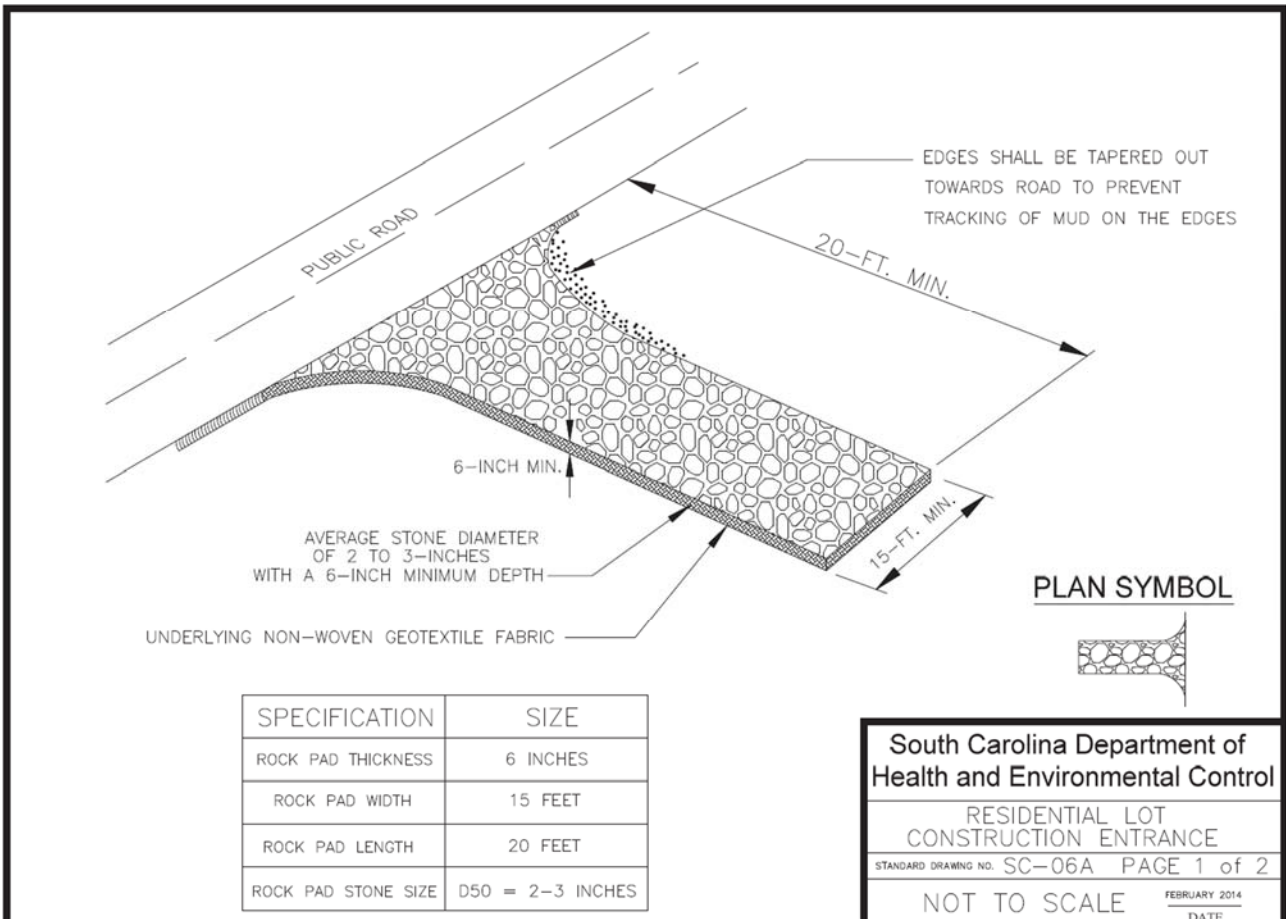 EDGES SHALL BE TAPERED OUT
TOWARDS ROAD TO PREVENT
TRACKING OF MUD ON THE EDGES
PUBLIC ROAD
20-FT. MIN.
6-INCH MIN.
15-FT. MIN.
AVERAGE STONE DIAMETER
OF 2 TO 3-INCHES
WITH A 6-INCH MINIMUM DEPTH
UNDERLYING NON-WOVEN GEOTEXTILE FABRIC
PLAN SYMBOL
SPECIFICATION SIZE
ROCK PAD THICKNESS 6 INCHES
ROCK PAD WIDTH 15 FEET
ROCK PAD LENGTH 20 FEET
ROCK PAD STONE SIZE D50 = 2-3 INCHES
South Carolina Department of
Health and Environmental Control
RESIDENTIAL LOT
CONSTRUCTION ENTRANCE
STANDARD DRAWING NO. SC-06A PAGE 1 of 2
NOT TO SCALE FEBRUARY 2014
DATE